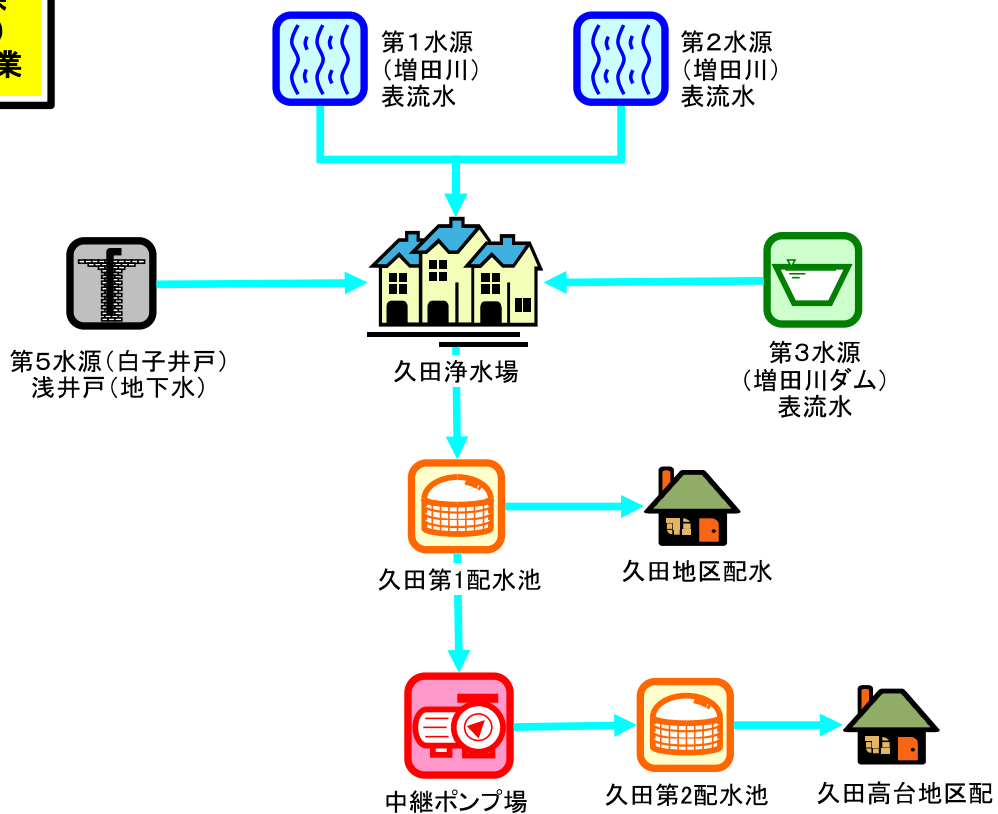 業
第1水源
(増田川)
表流水
第2水源
(増田川)
表流水
第5水源(白子井戸)
浅井戸(地下水)
久田浄水場
第3水源
(増田川ダム)
表流水
久田第1配水池
久田地区配水
中継ポンプ場
久田第2配水池
久田高台地区配